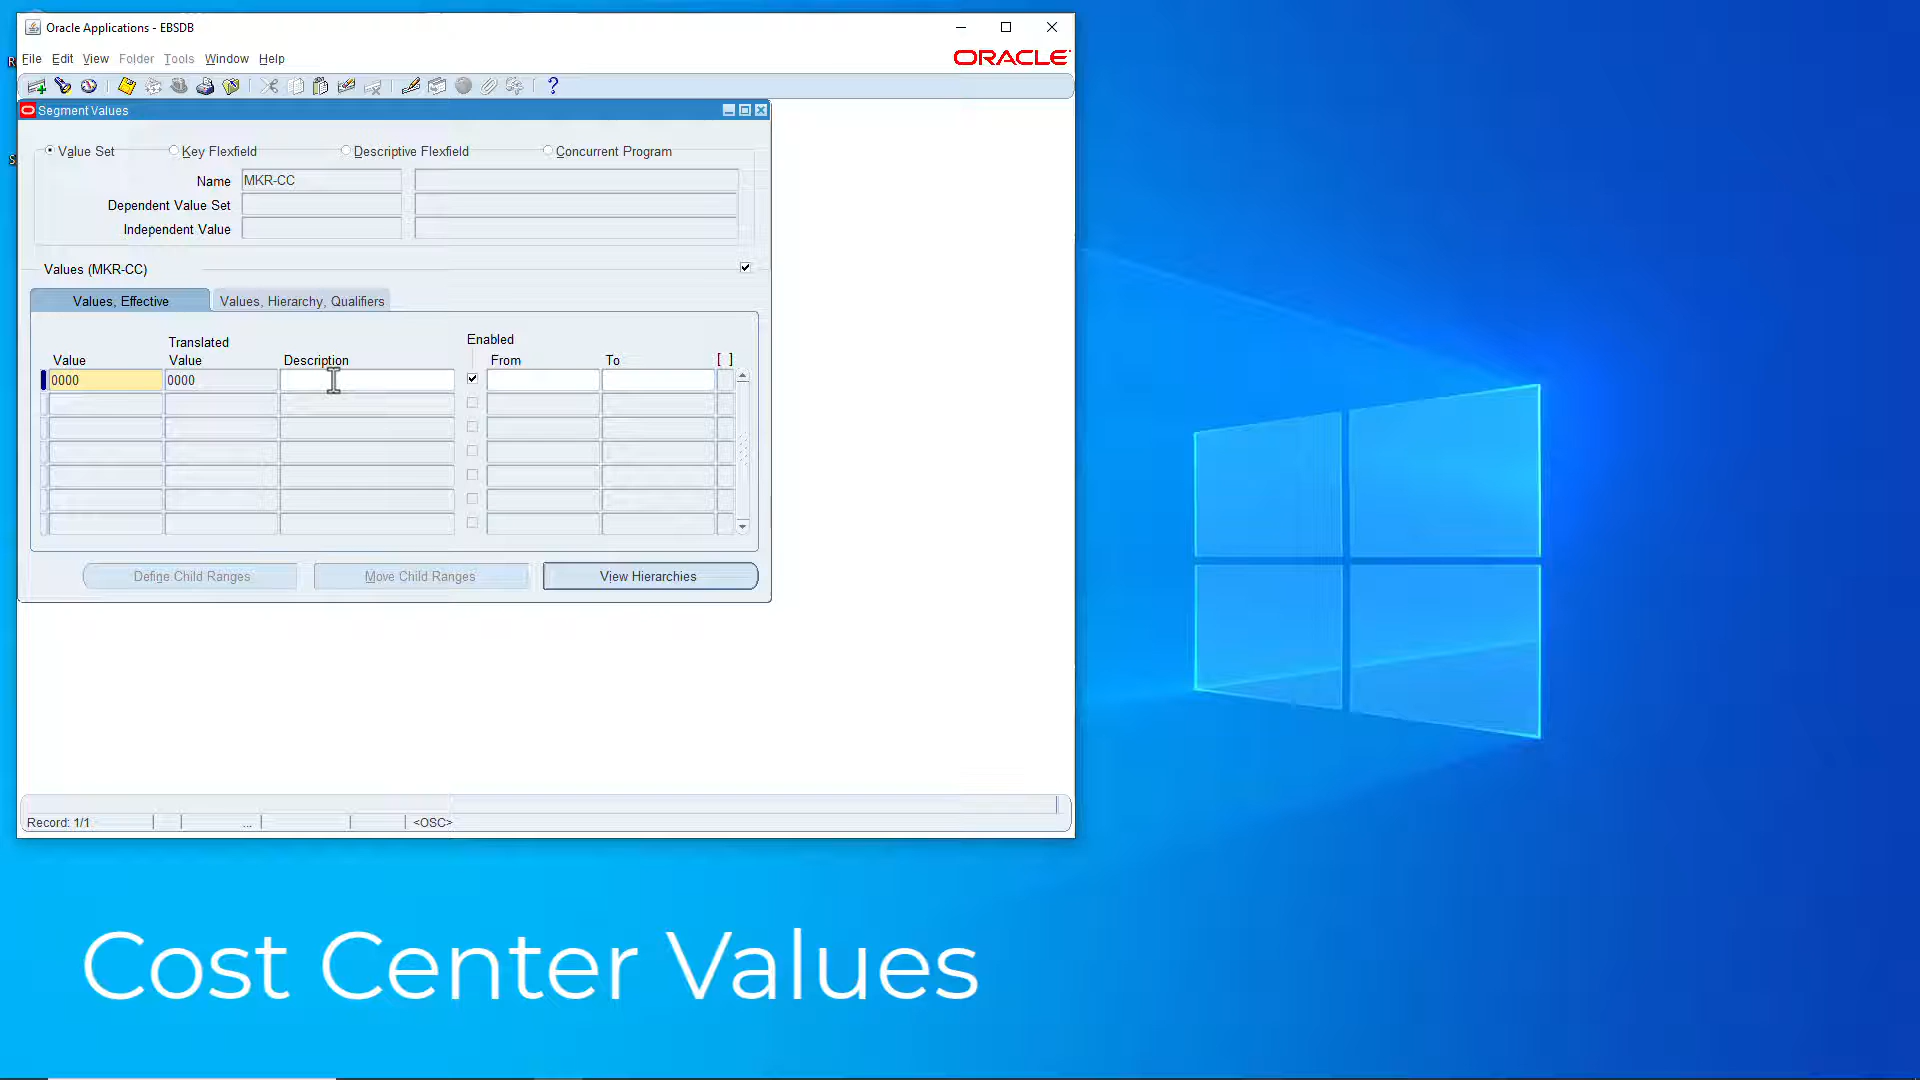 Oracle Applications - EBSDB
File Edit View Folder Tools Window Help
ORACLE
?
Segment Values
Value Set Key Flexfield Descriptive Flexfield Concurrent Program
Name MKR-CC
Dependent Value Set
Independent Value
Values (MKR-CC)
Values, Effective Values, Hierarchy, Qualifiers
Translated Enabled
Value Value Description From To [ ]
0000 0000
Define Child Ranges Move Child Ranges View Hierarchies
Record: 1/1 ... <OSC>
Cost Center Values